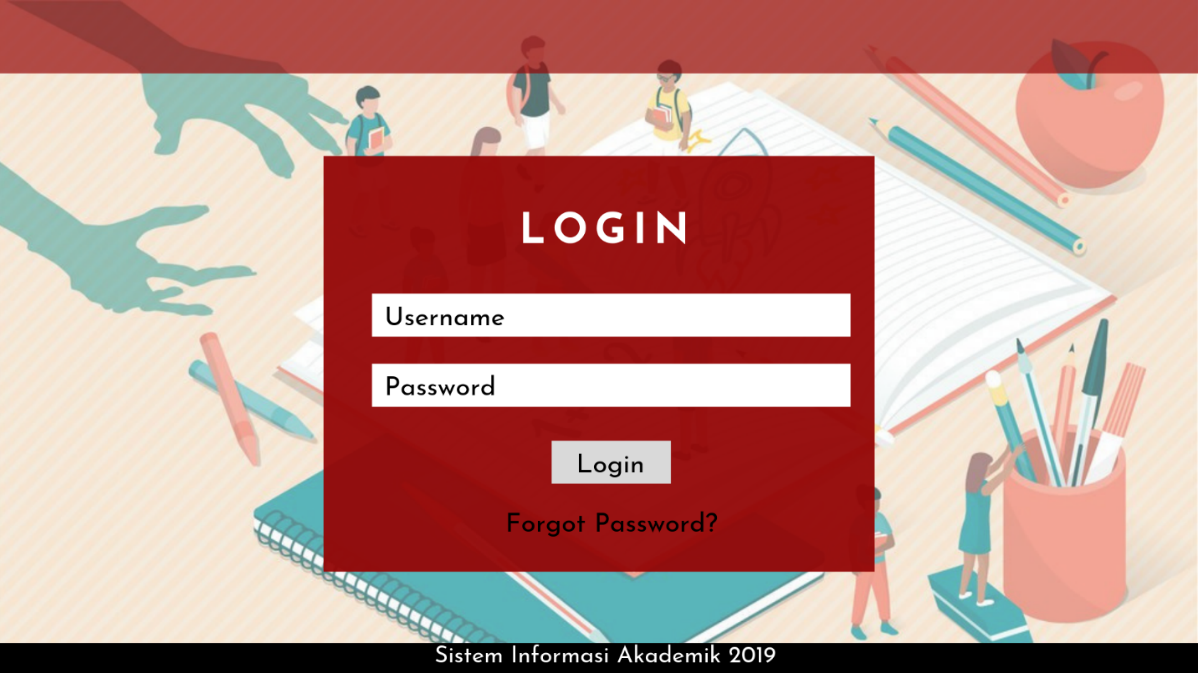 LOGIN
Username
Password
Login
Forgot Password?
Sistem Informasi Akademik 2019